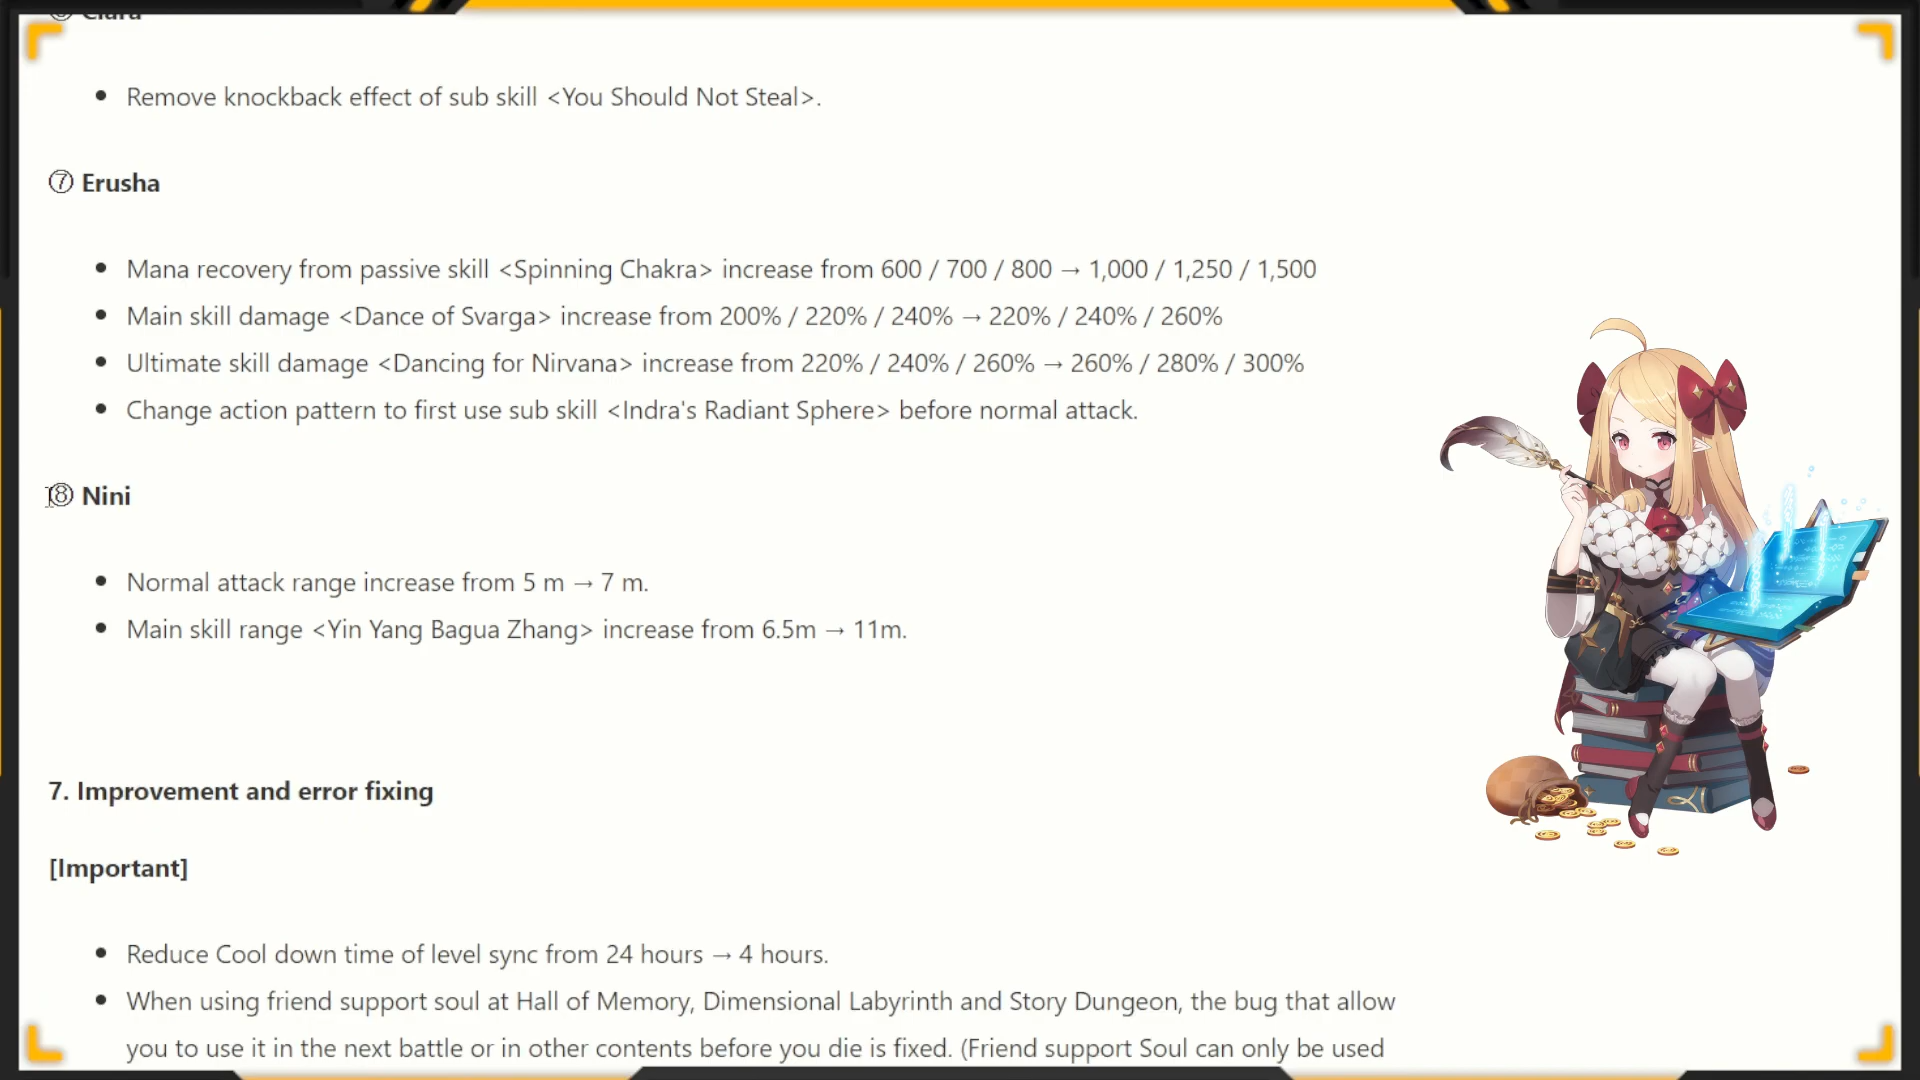 ⑥ Clara
• Remove knockback effect of sub skill <You Should Not Steal>.
⑦ Erusha
• Mana recovery from passive skill <Spinning Chakra> increase from 600 / 700 / 800 → 1,000 / 1,250 / 1,500
• Main skill damage <Dance of Svarga> increase from 200% / 220% / 240% → 220% / 240% / 260%
• Ultimate skill damage <Dancing for Nirvana> increase from 220% / 240% / 260% → 260% / 280% / 300%
• Change action pattern to first use sub skill <Indra's Radiant Sphere> before normal attack.
⑧ Nini
• Normal attack range increase from 5 m → 7 m.
• Main skill range <Yin Yang Bagua Zhang> increase from 6.5m → 11m.
7. Improvement and error fixing
[Important]
• Reduce Cool down time of level sync from 24 hours → 4 hours.
• When using friend support soul at Hall of Memory, Dimensional Labyrinth and Story Dungeon, the bug that allow
you to use it in the next battle or in other contents before you die is fixed. (Friend support Soul can only be used